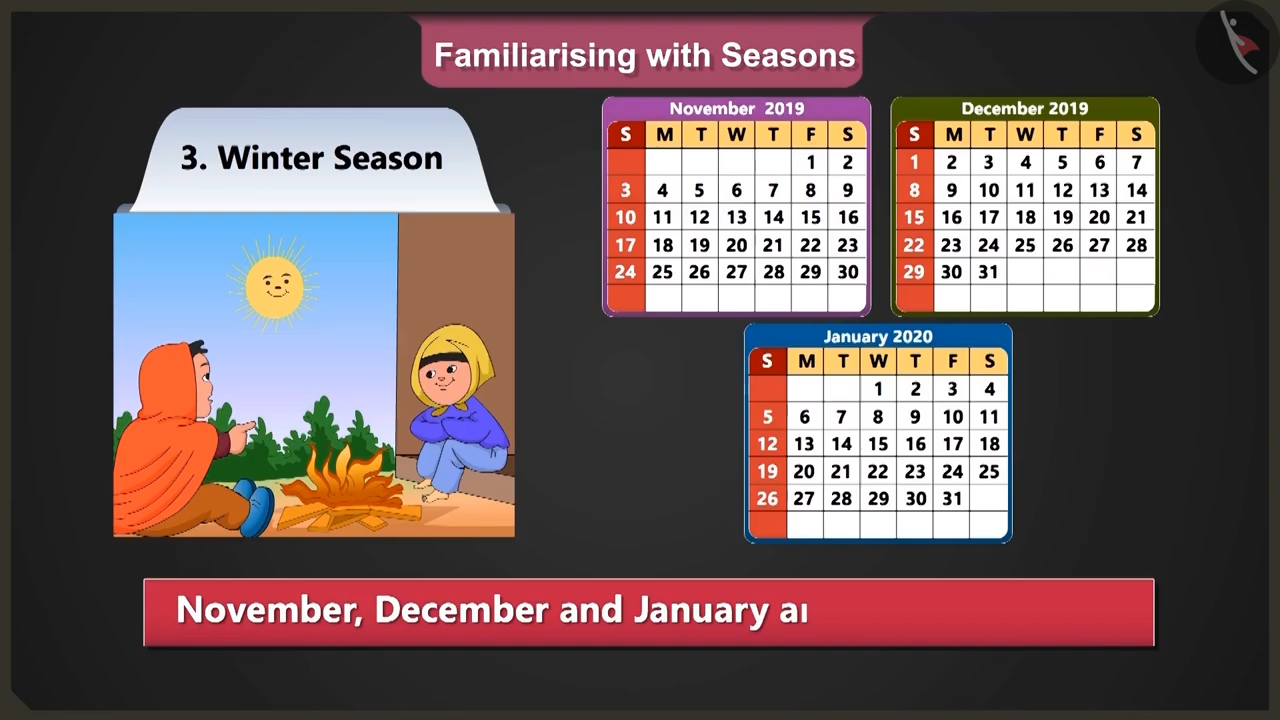 Familiarising with Seasons
3. Winter Season
November 2019
S M T W T F S
1 2
3 4 5 6 7 8 9
10 11 12 13 14 15 16
17 18 19 20 21 22 23
24 25 26 27 28 29 30
December 2019
S M T W T F S
1 2 3 4 5 6 7
8 9 10 11 12 13 14
15 16 17 18 19 20 21
22 23 24 25 26 27 28
29 30 31
January 2020
S M T W T F S
1 2 3 4
5 6 7 8 9 10 11
12 13 14 15 16 17 18
19 20 21 22 23 24 25
26 27 28 29 30 31
November, December and January